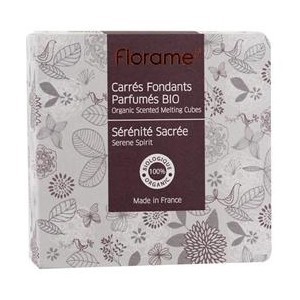 Florame
Carrés Fondants
Parfumés BIO
Organic Scented Melting Cubes
Sérénité Sacrée
Serene Spirit
BIOLOGIQUE
100%
ORGANIC
Made in France